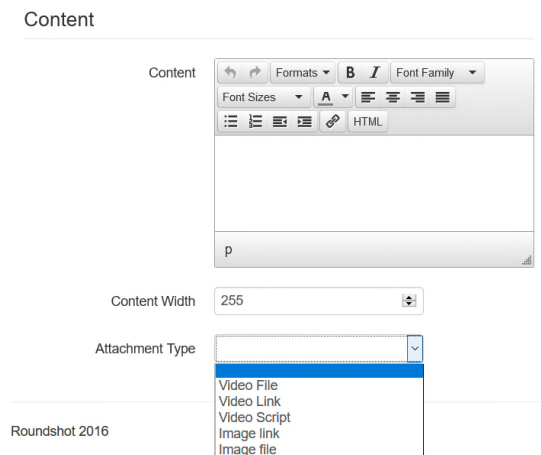 Content
Content
Formats B I Font Family
Font Sizes A
HTML
p
Content Width 255
Attachment Type
Video File
Video Link
Video Script
Image link
Roundshot 2016
Image file